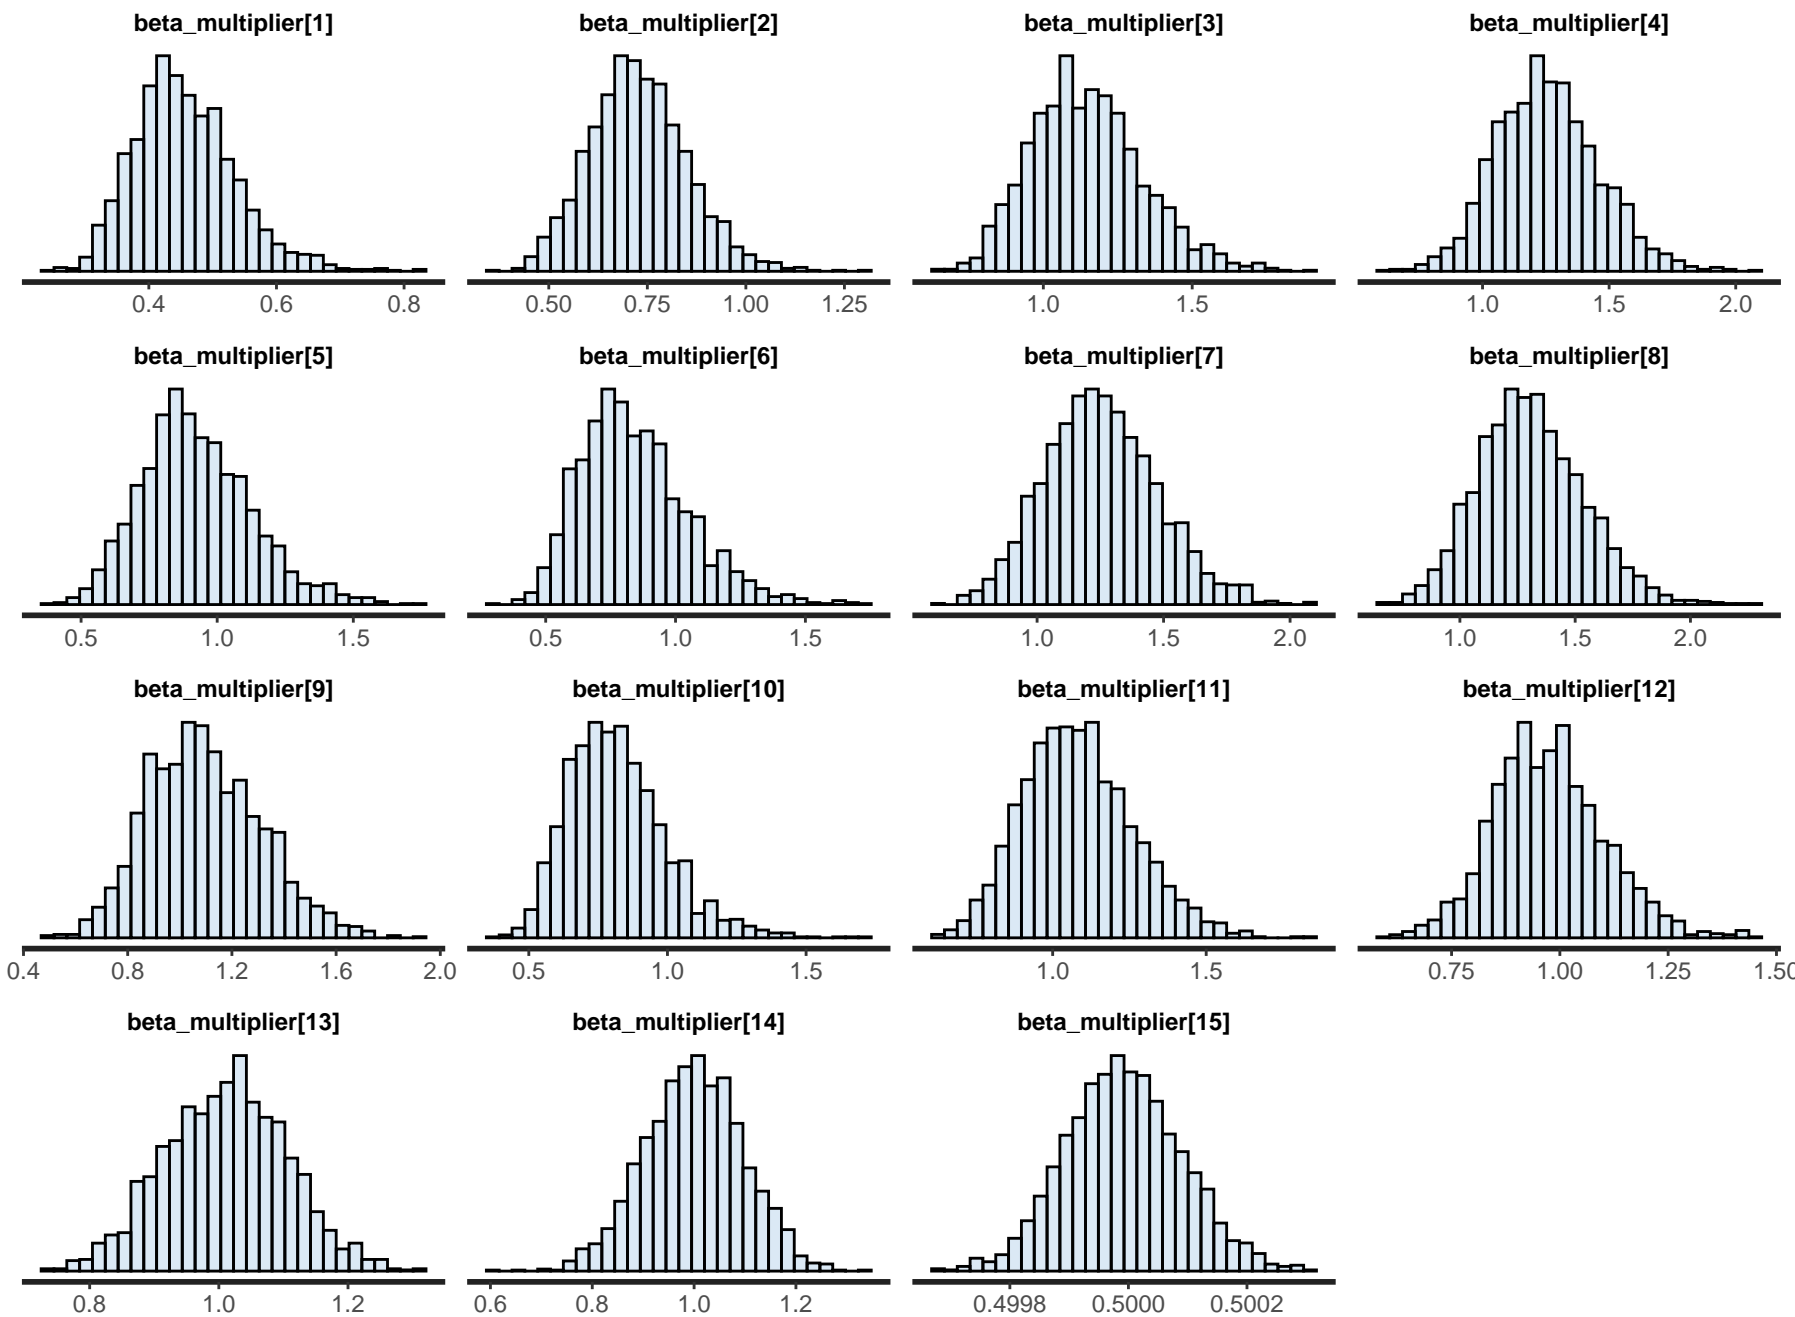 beta_multiplier[1] beta_multiplier[2] beta_multiplier[3] beta_multiplier[4]
0.4 0.6 0.8 0.50 0.75 1.00 1.25 1.0 1.5 1.0 1.5 2.0
beta_multiplier[5] beta_multiplier[6] beta_multiplier[7] beta_multiplier[8]
0.5 1.0 1.5 0.5 1.0 1.5 1.0 1.5 2.0 1.0 1.5 2.0
beta_multiplier[9] beta_multiplier[10] beta_multiplier[11] beta_multiplier[12]
0.4 0.8 1.2 1.6 2.0 0.5 1.0 1.5 1.0 1.5 0.75 1.00 1.25 1.50
beta_multiplier[13] beta_multiplier[14] beta_multiplier[15]
0.8 1.0 1.2 0.6 0.8 1.0 1.2 0.4998 0.5000 0.5002